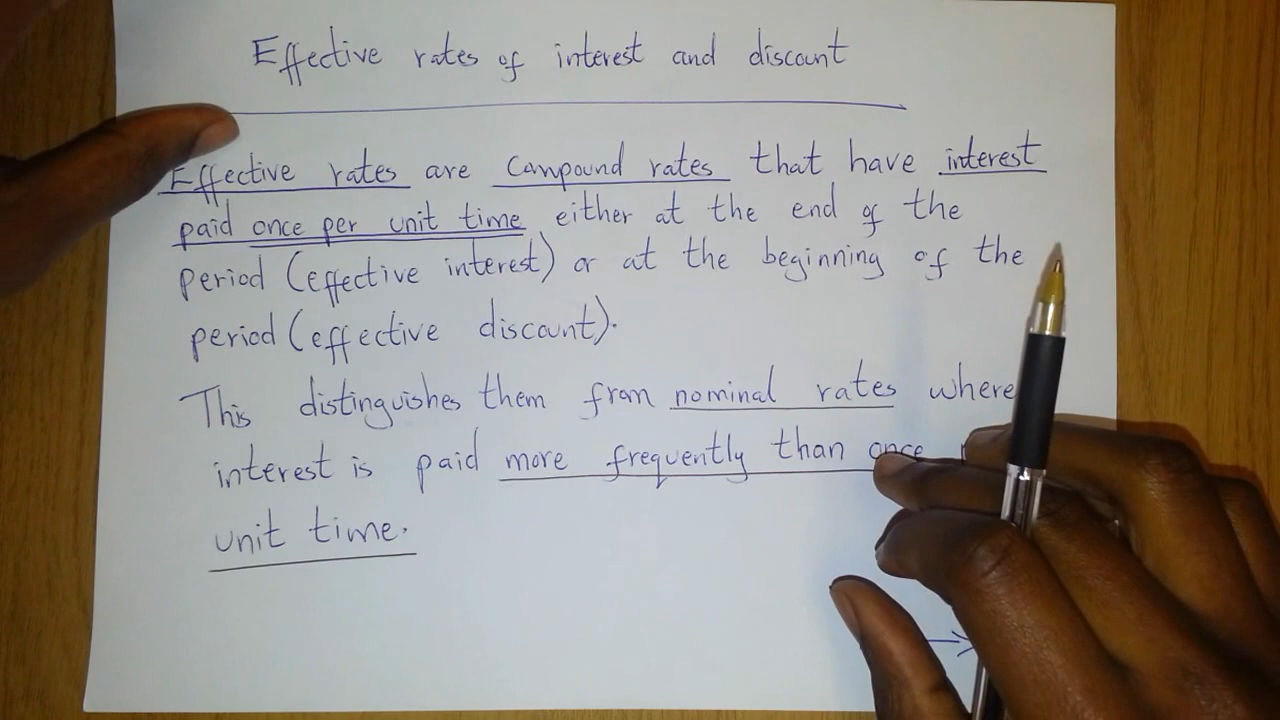 Effective rates of interest and discount
Effective rates are compound rates that have interest
paid once per unit time either at the end of the
period (effective interest) or at the beginning of the
period (effective discount).
This distinguishes them from nominal rates where
interest is paid more frequently than once
unit time.